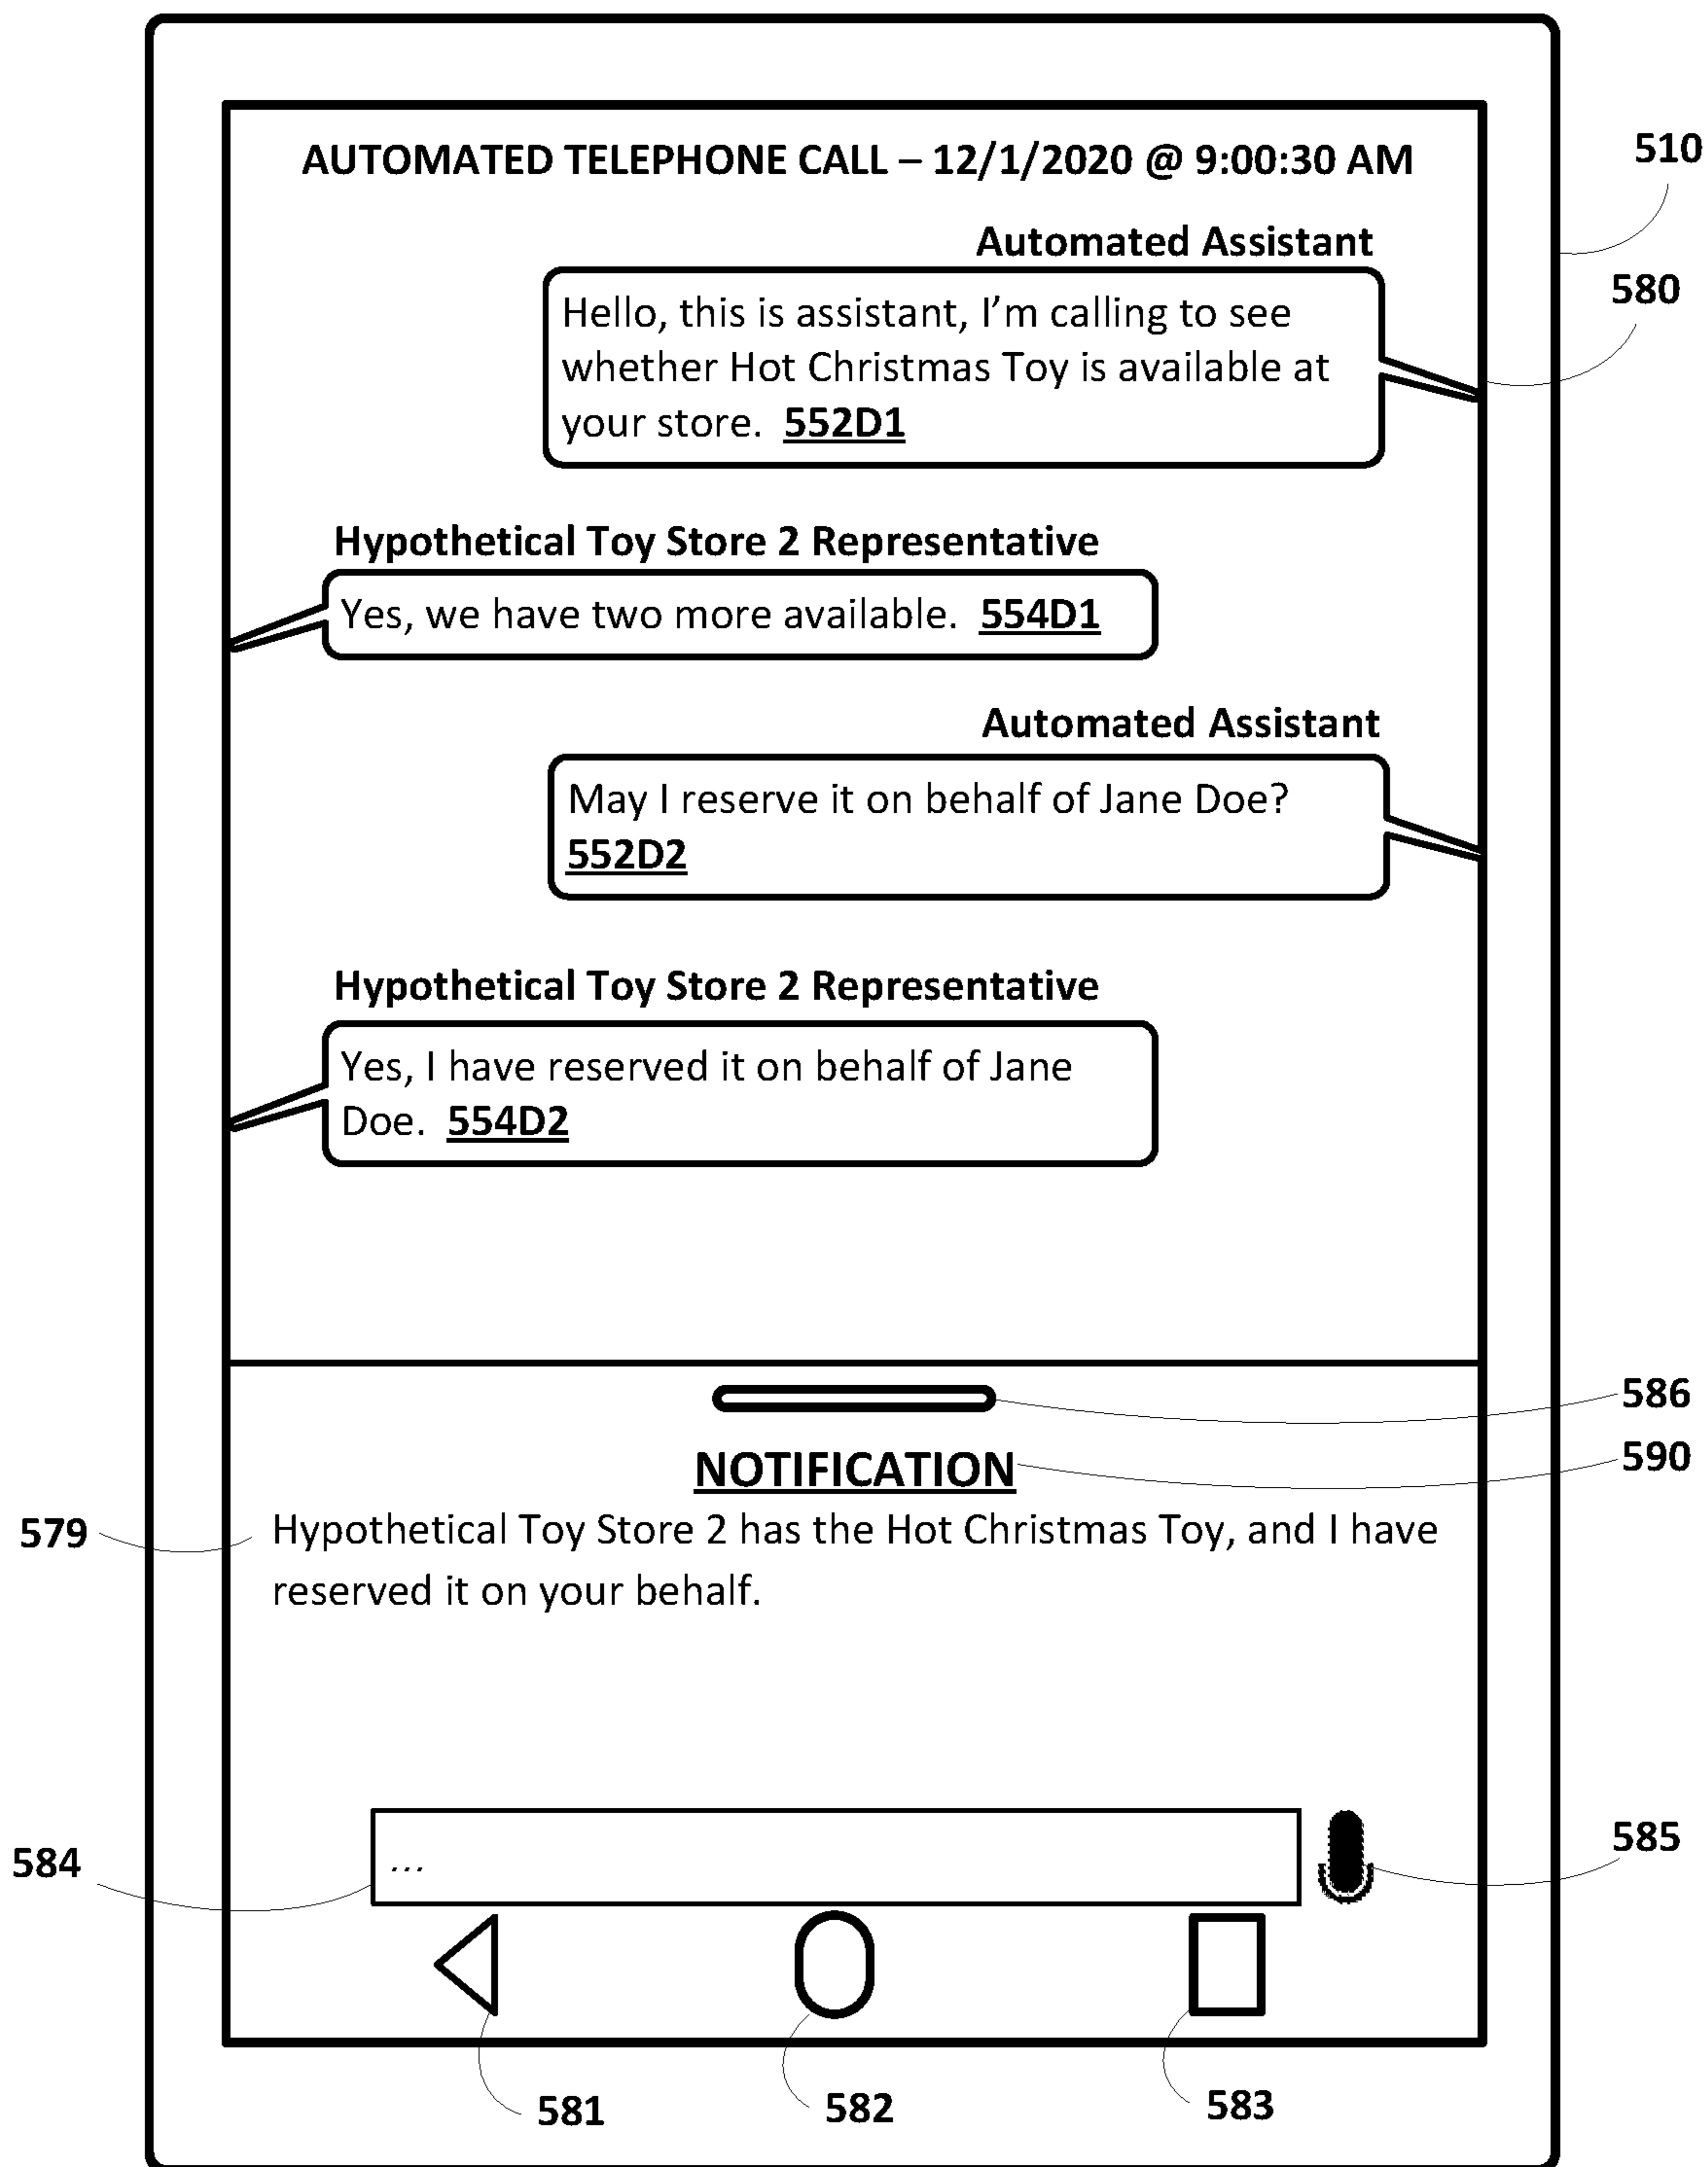 AUTOMATED TELEPHONE CALL – 12/1/2020 @ 9:00:30 AM
510
Automated Assistant
580
Hello, this is assistant, I'm calling to see
whether Hot Christmas Toy is available at
your store. 552D1
Hypothetical Toy Store 2 Representative
Yes, we have two more available. 554D1
Automated Assistant
May I reserve it on behalf of Jane Doe?
552D2
Hypothetical Toy Store 2 Representative
Yes, I have reserved it on behalf of Jane
Doe. 554D2
586
NOTIFICATION
590
579
Hypothetical Toy Store 2 has the Hot Christmas Toy, and I have
reserved it on your behalf.
584
...
585
581
582
583